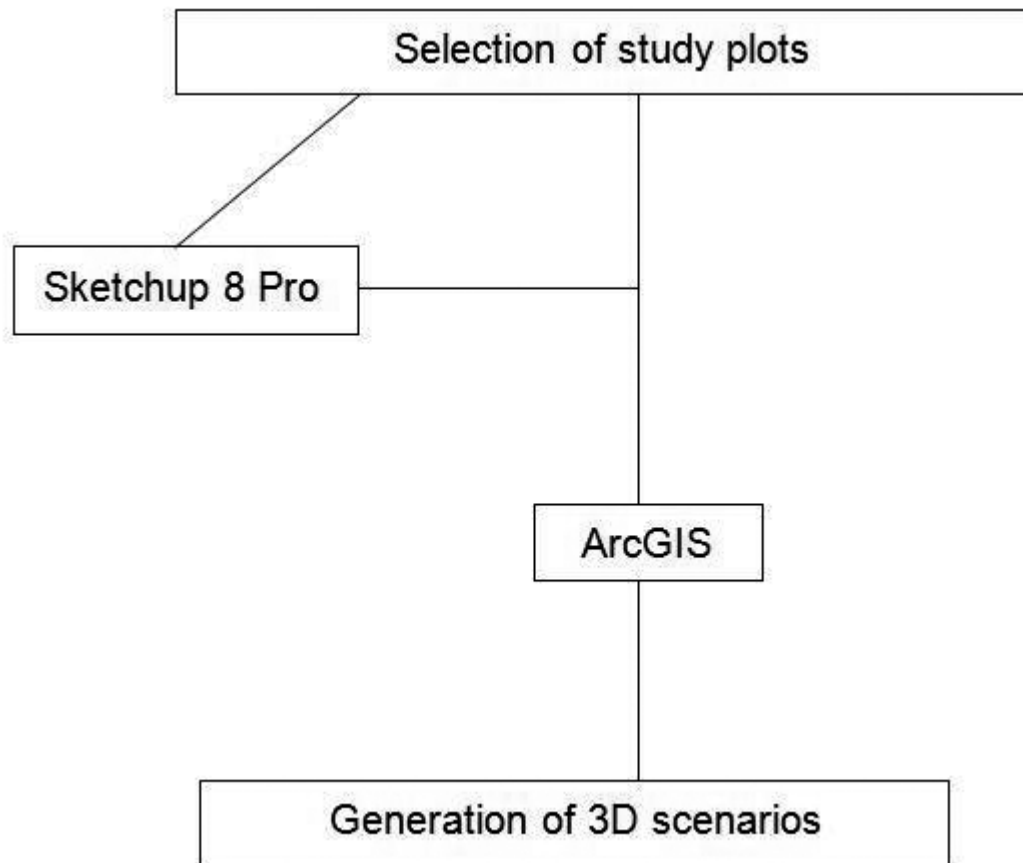 Selection of study plots
Sketchup 8 Pro
ArcGIS
Generation of 3D scenarios